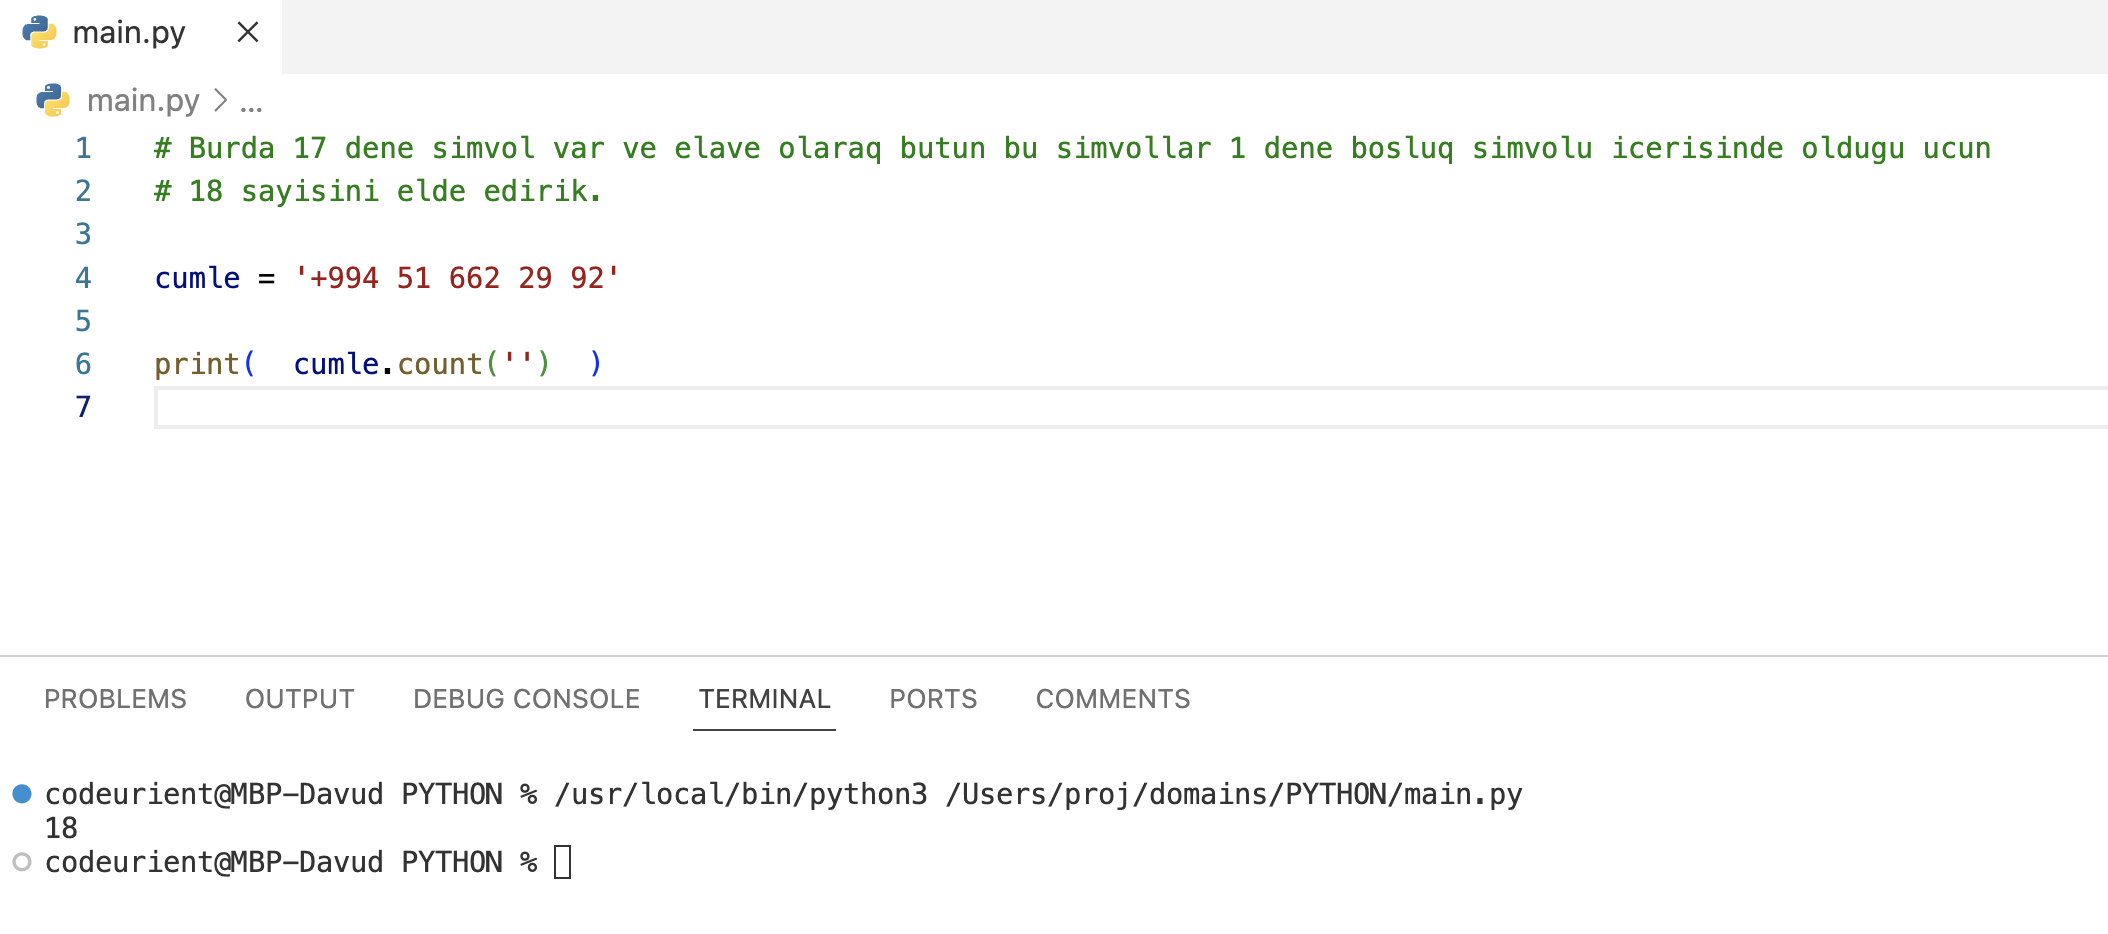 main.py
main.py > ...
1 # Burda 17 dene simvol var ve elave olaraq butun bu simvollar 1 dene bosluq simvolu icerisinde oldugu ucun
2 # 18 sayisini elde edirik.
3
4 cumle = '+994 51 662 29 92'
5
6 print(  cumle.count('')  )
7
PROBLEMS OUTPUT DEBUG CONSOLE TERMINAL PORTS COMMENTS
codeurient@MBP-Davud PYTHON % /usr/local/bin/python3 /Users/proj/domains/PYTHON/main.py
18
codeurient@MBP-Davud PYTHON %